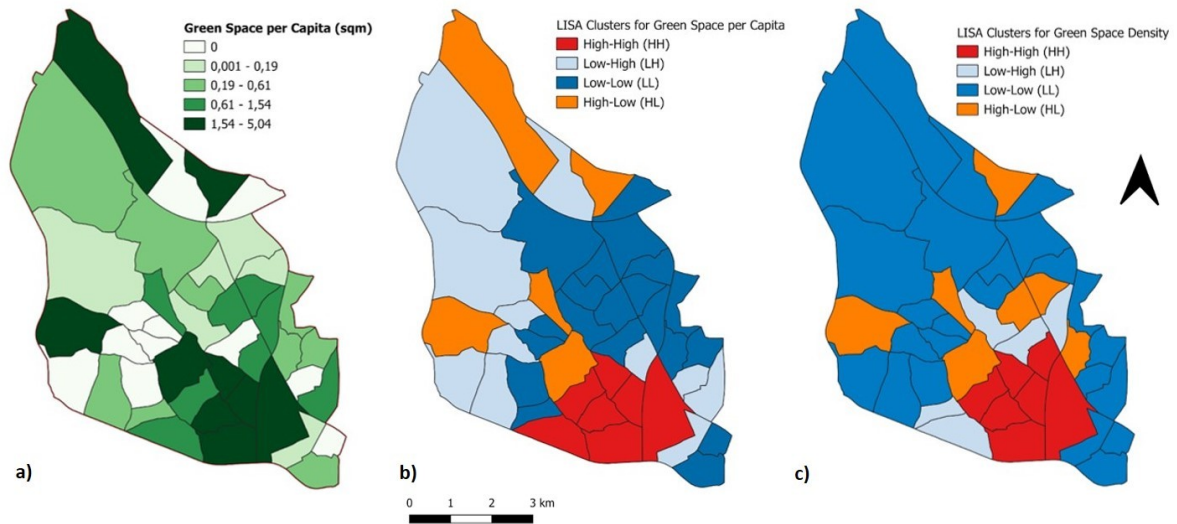 Green Space per Capita (sqm)
0
0,001 - 0,19
0,19 - 0,61
0,61 - 1,54
1,54 - 5,04
a)
LISA Clusters for Green Space per Capita
High-High (HH)
Low-High (LH)
Low-Low (LL)
High-Low (HL)
b)
LISA Clusters for Green Space Density
High-High (HH)
Low-High (LH)
Low-Low (LL)
High-Low (HL)
c)
0 1 2 3 km